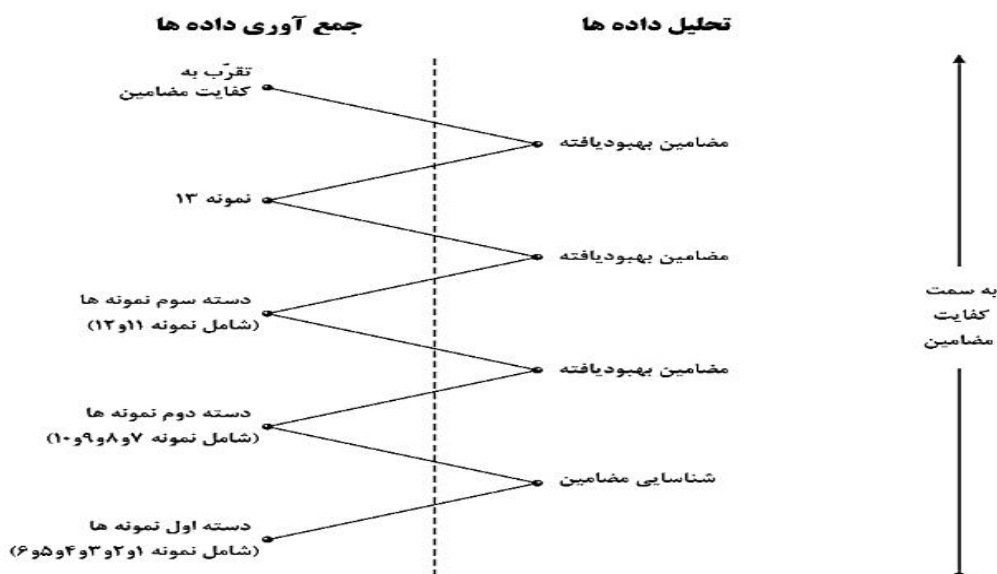 تحلیل داده ها
جمع آوری داده ها
تقرّب به
کفایت مضامین
مضامین بهبودیافته
نمونه ۱۳
مضامین بهبودیافته
به سمت
کفایت
مضامین
دسته سوم نمونه ها
(شامل نمونه ۱۱و۱۲)
مضامین بهبودیافته
دسته دوم نمونه ها
(شامل نمونه ۷و۸و۹و۱۰)
شناسایی مضامین
دسته اول نمونه ها
(شامل نمونه ۱و۲و۳و۴و۵و۶)